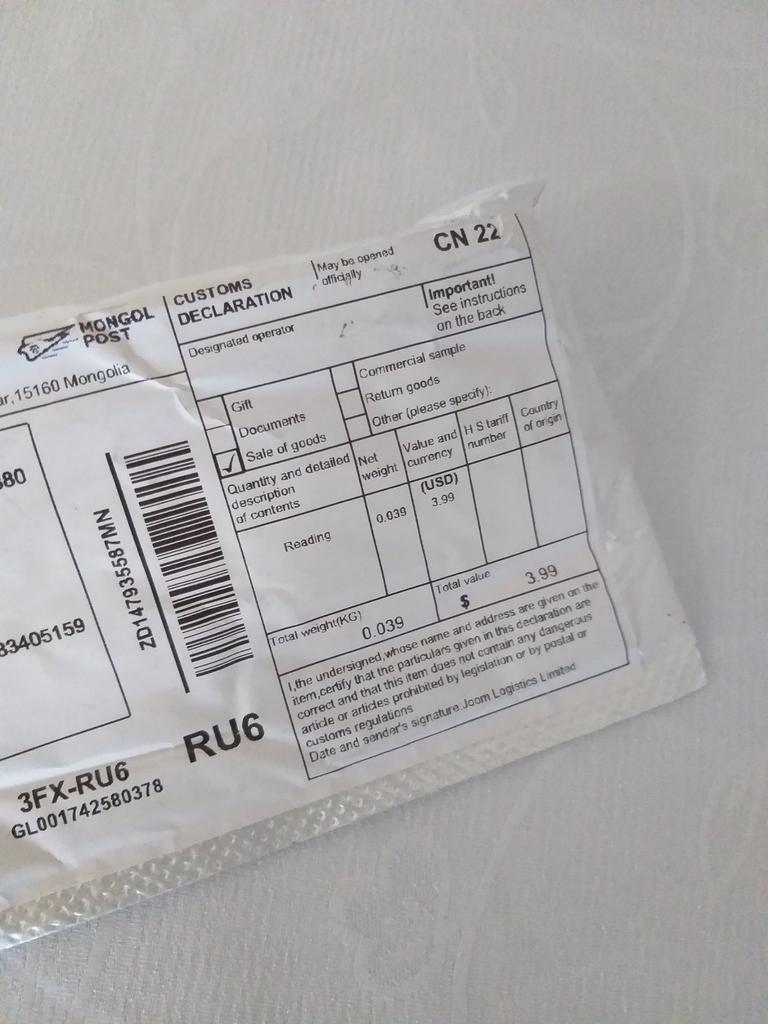 MONGOL
POST
ar,15160 Mongolia
CUSTOMS
DECLARATION
May be opened
officially
CN 22
Designated operator
Important!
See instructions
on the back
Gift
Documents
Sale of goods
Commercial sample
Return goods
Other (please specify):
Quantity and detailed
description
of contents
Net
weight
Value and
currency
H S tariff
number
Country
of origin
(USD)
Reading
0.039
3.99
Total weight(KG)
0.039
Total value
$
3.99
I,the undersigned,whose name and address are given on the
item,certify that the particulars given in this declaration are
correct and that this item does not contain any dangerous
article or articles prohibited by legislation or by postal or
customs regulations
Date and sender's signature:Joom Logistics Limited
ZD147935587MN
83405159
RU6
3FX-RU6
GL001742580378